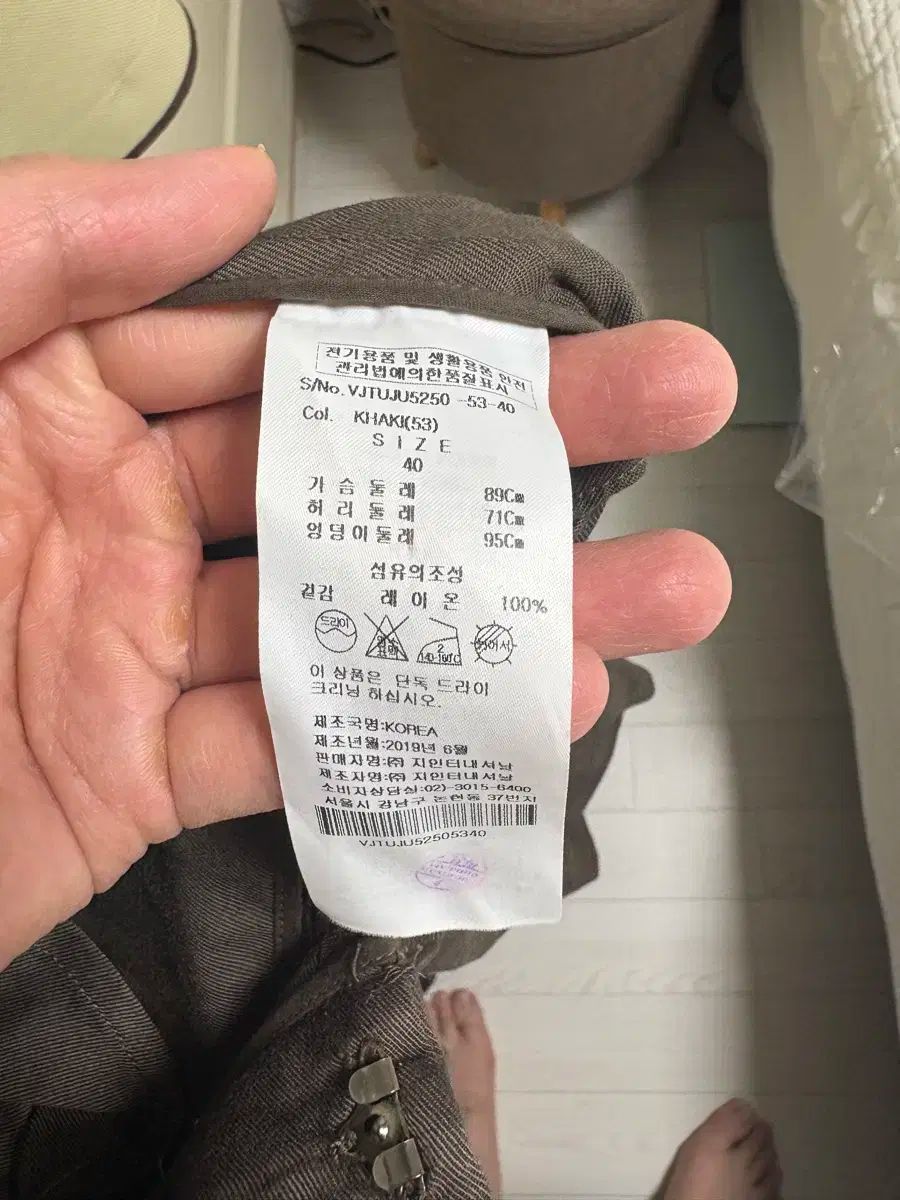 전기용품 및 생활용품 안전
관리법에의한품질표시
S/No. VJTUJU5250 -53-40
Col. KHAKI(53)
SIZE
40
가슴둘레 89Cm
허리둘레 71Cm
엉덩이둘레 95Cm
섬유의조성
겉감 레이온 100%
드라이
2
140-160℃
이 상품은 단독 드라이
크리닝 하십시오.
제조국명:KOREA
제조년월:2019년 6월
판매자명:㈜ 지인터내셔날
제조자명:㈜ 지인터내셔날
소비자상담실:02)-3015-6400
서울시 강남구 논현동 37번지
VJTUJU52505340